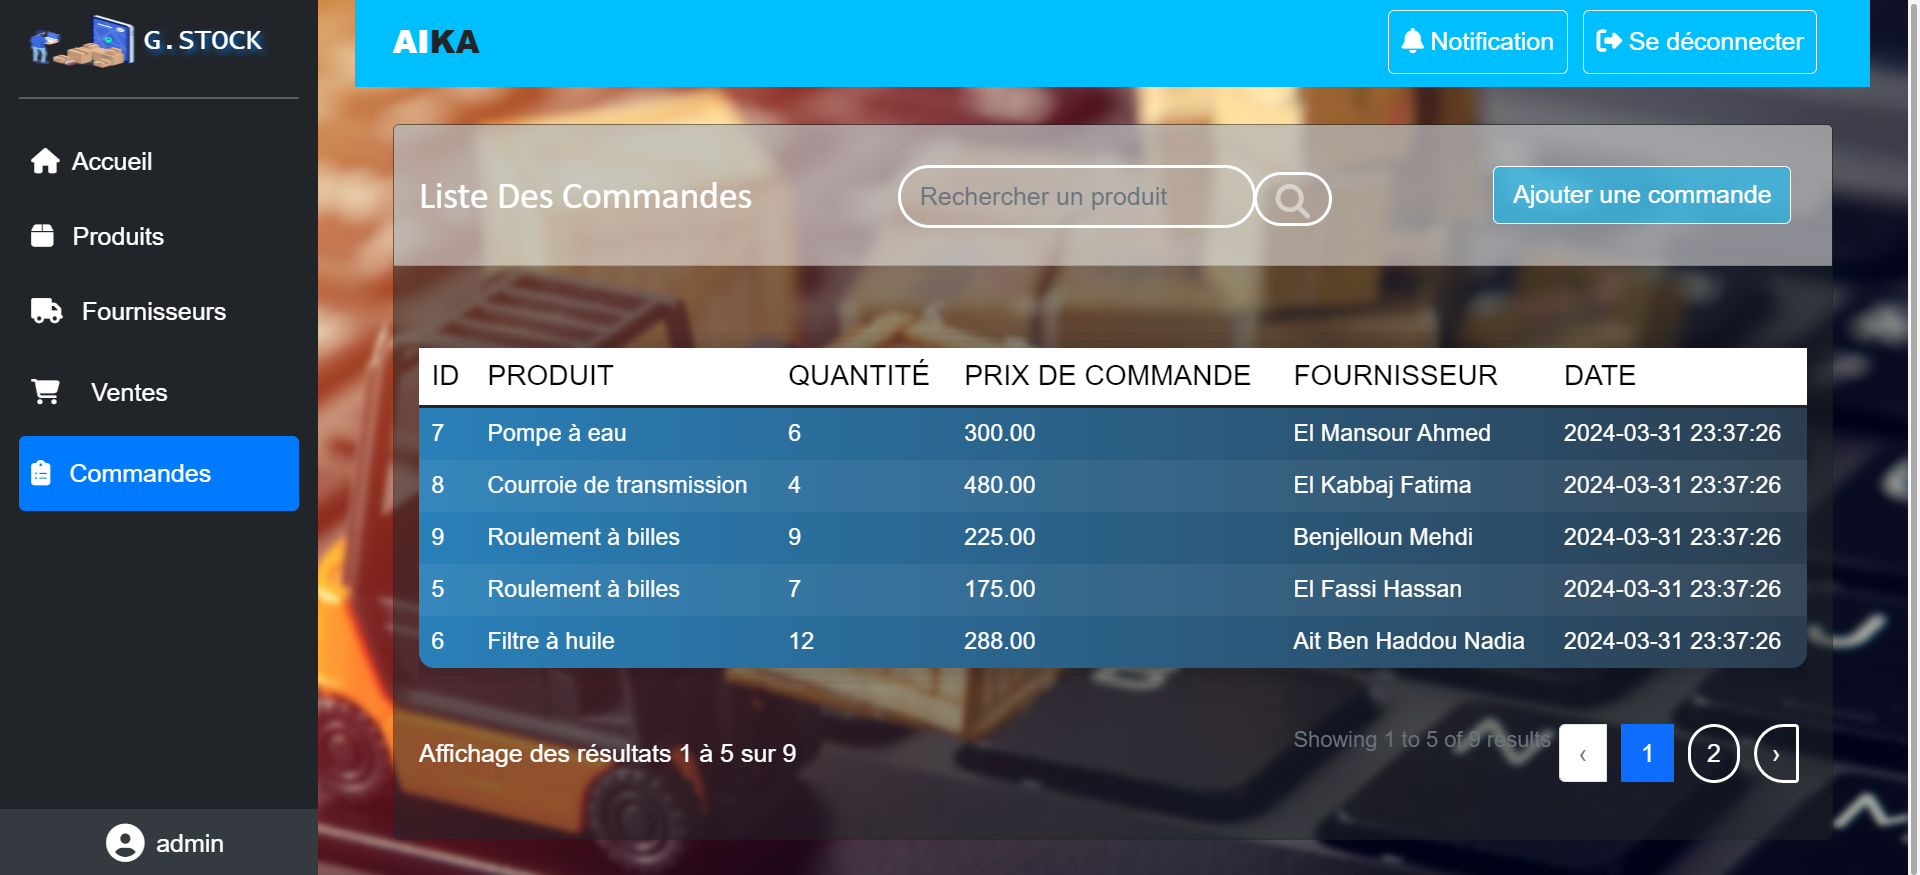 G.STOCK
Accueil
Produits
Fournisseurs
Ventes
Commandes
admin
AIKA
Notification
Se déconnecter
Liste Des Commandes
Rechercher un produit
Ajouter une commande
ID PRODUIT QUANTITÉ PRIX DE COMMANDE FOURNISSEUR DATE
7 Pompe à eau 6 300.00 El Mansour Ahmed 2024-03-31 23:37:26
8 Courroie de transmission 4 480.00 El Kabbaj Fatima 2024-03-31 23:37:26
9 Roulement à billes 9 225.00 Benjelloun Mehdi 2024-03-31 23:37:26
5 Roulement à billes 7 175.00 El Fassi Hassan 2024-03-31 23:37:26
6 Filtre à huile 12 288.00 Ait Ben Haddou Nadia 2024-03-31 23:37:26
Affichage des résultats 1 à 5 sur 9
Showing 1 to 5 of 9 results ‹ 1 2 ›